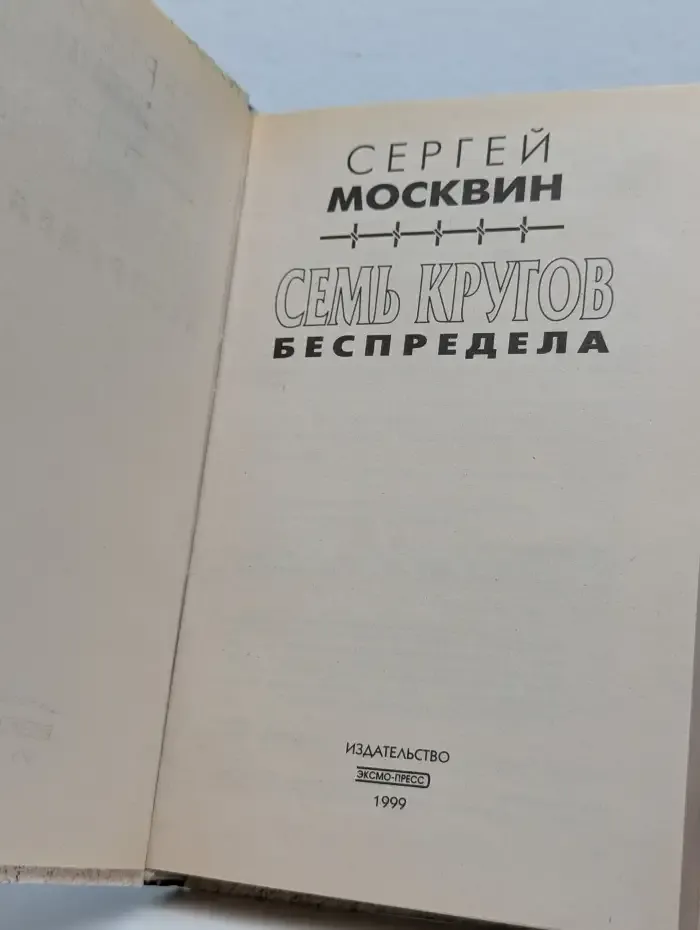 СЕРГЕЙ
МОСКВИН
СЕМЬ КРУГОВ
БЕСПРЕДЕЛА
ИЗДАТЕЛЬСТВО
ЭКСМО-ПРЕСС
1999